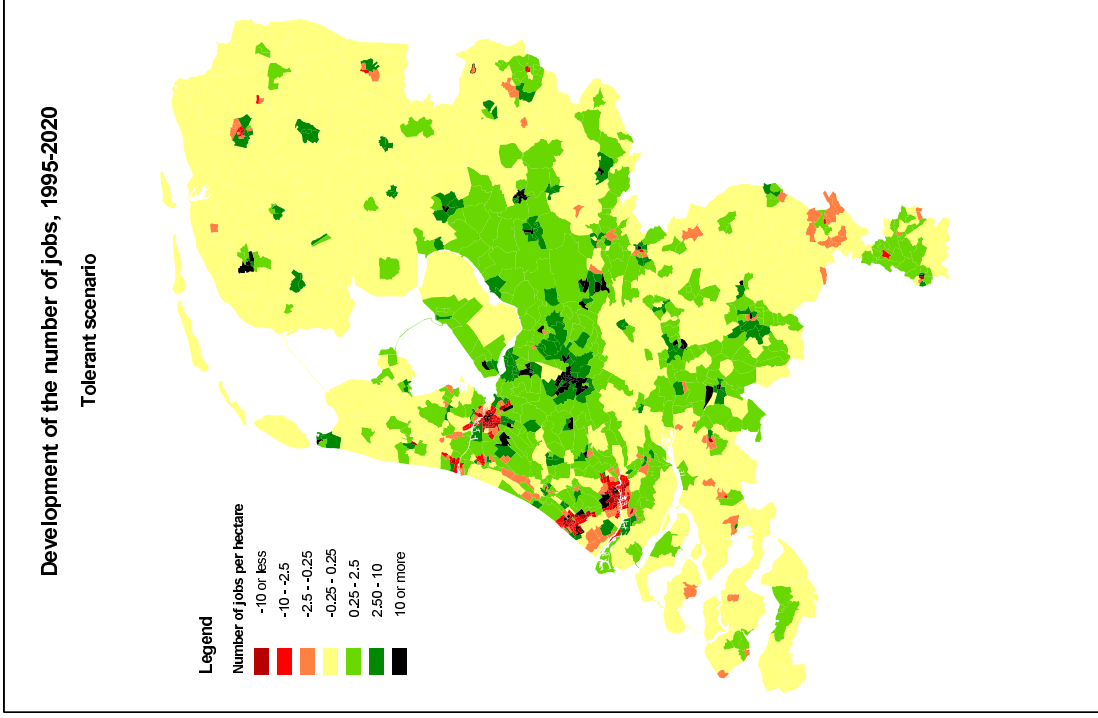 Development of the number of jobs, 1995-2020
Tolerant scenario
Legend
Number of jobs per hectare
-10 or less
-10 - -2.5
-2.5 - -0.25
-0.25 - 0.25
0.25 - 2.5
2.50 - 10
10 or more